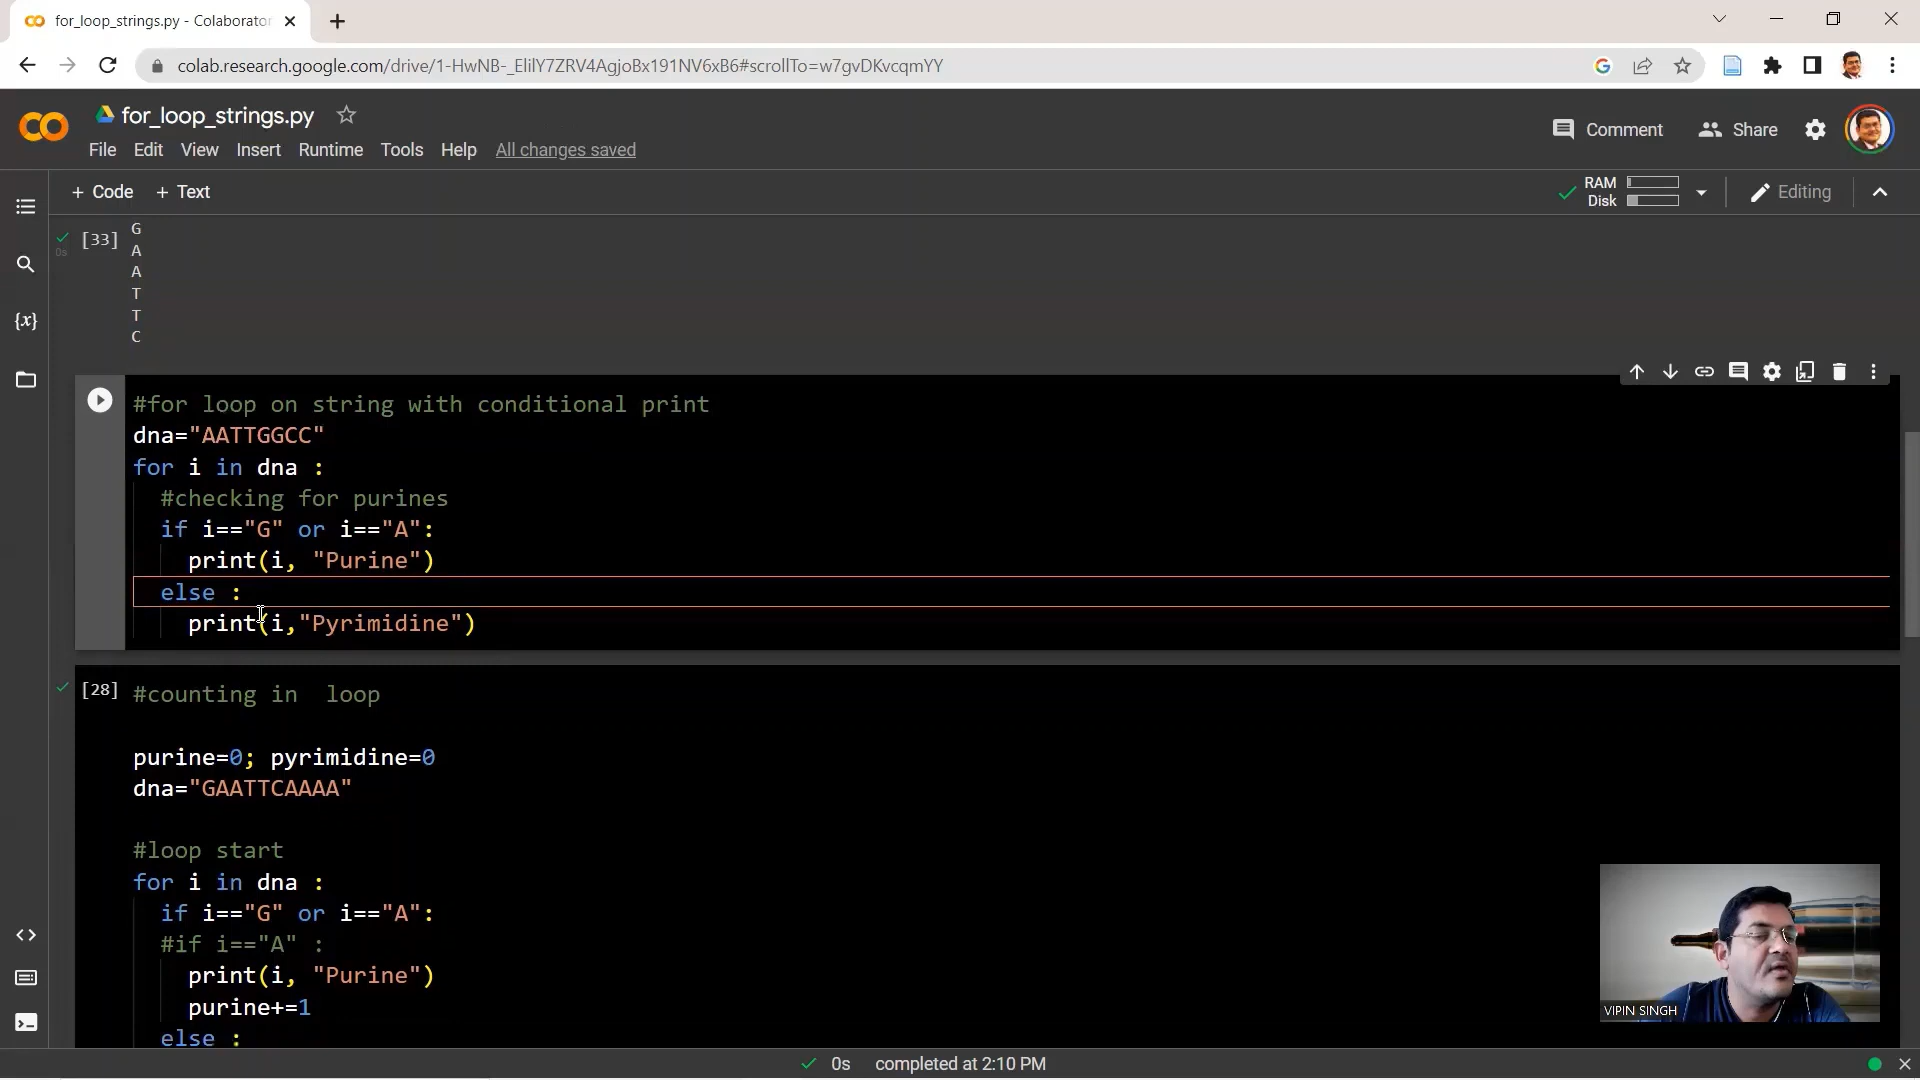 for_loop_strings.py - Colaborator
colab.research.google.com/drive/1-HwNB-_ElilY7ZRV4AgjoBx191NV6xB6#scrollTo=w7gvDKvcqmYY
for_loop_strings.py
Comment
Share
File Edit View Insert Runtime Tools Help All changes saved
+ Code + Text
RAM
Disk
Editing
0s
[33]
G
A
A
T
T
C
{x}
#for loop on string with conditional print
dna="AATTGGCC"
for i in dna :
#checking for purines
if i=="G" or i=="A":
print(i, "Purine")
else :
print(i,"Pyrimidine")
[28]
#counting in  loop
purine=0; pyrimidine=0
dna="GAATTCAAAA"
#loop start
for i in dna :
if i=="G" or i=="A":
#if i=="A" :
print(i, "Purine")
purine+=1
else :
VIPIN SINGH
0s completed at 2:10 PM